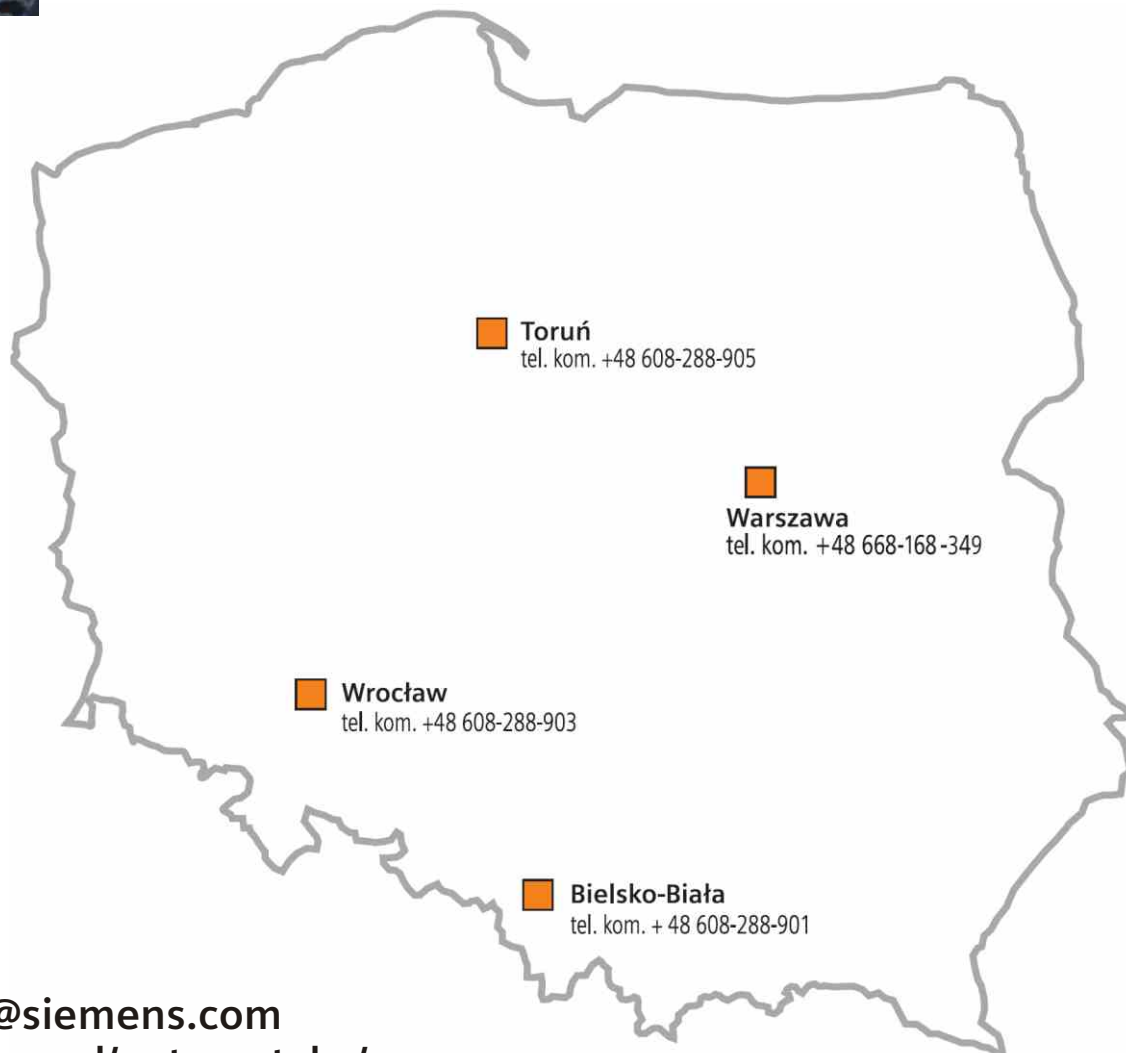 Toruń
tel. kom. +48 608-288-905
Warszawa
tel. kom. +48 668-168-349
Wrocław
tel. kom. +48 608-288-903
Bielsko-Biała
tel. kom. + 48 608-288-901
@siemens.com